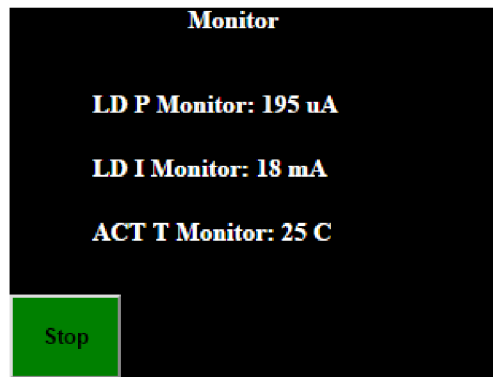 Monitor
LD P Monitor: 195 uA
LD I Monitor: 18 mA
ACT T Monitor: 25 C
Stop